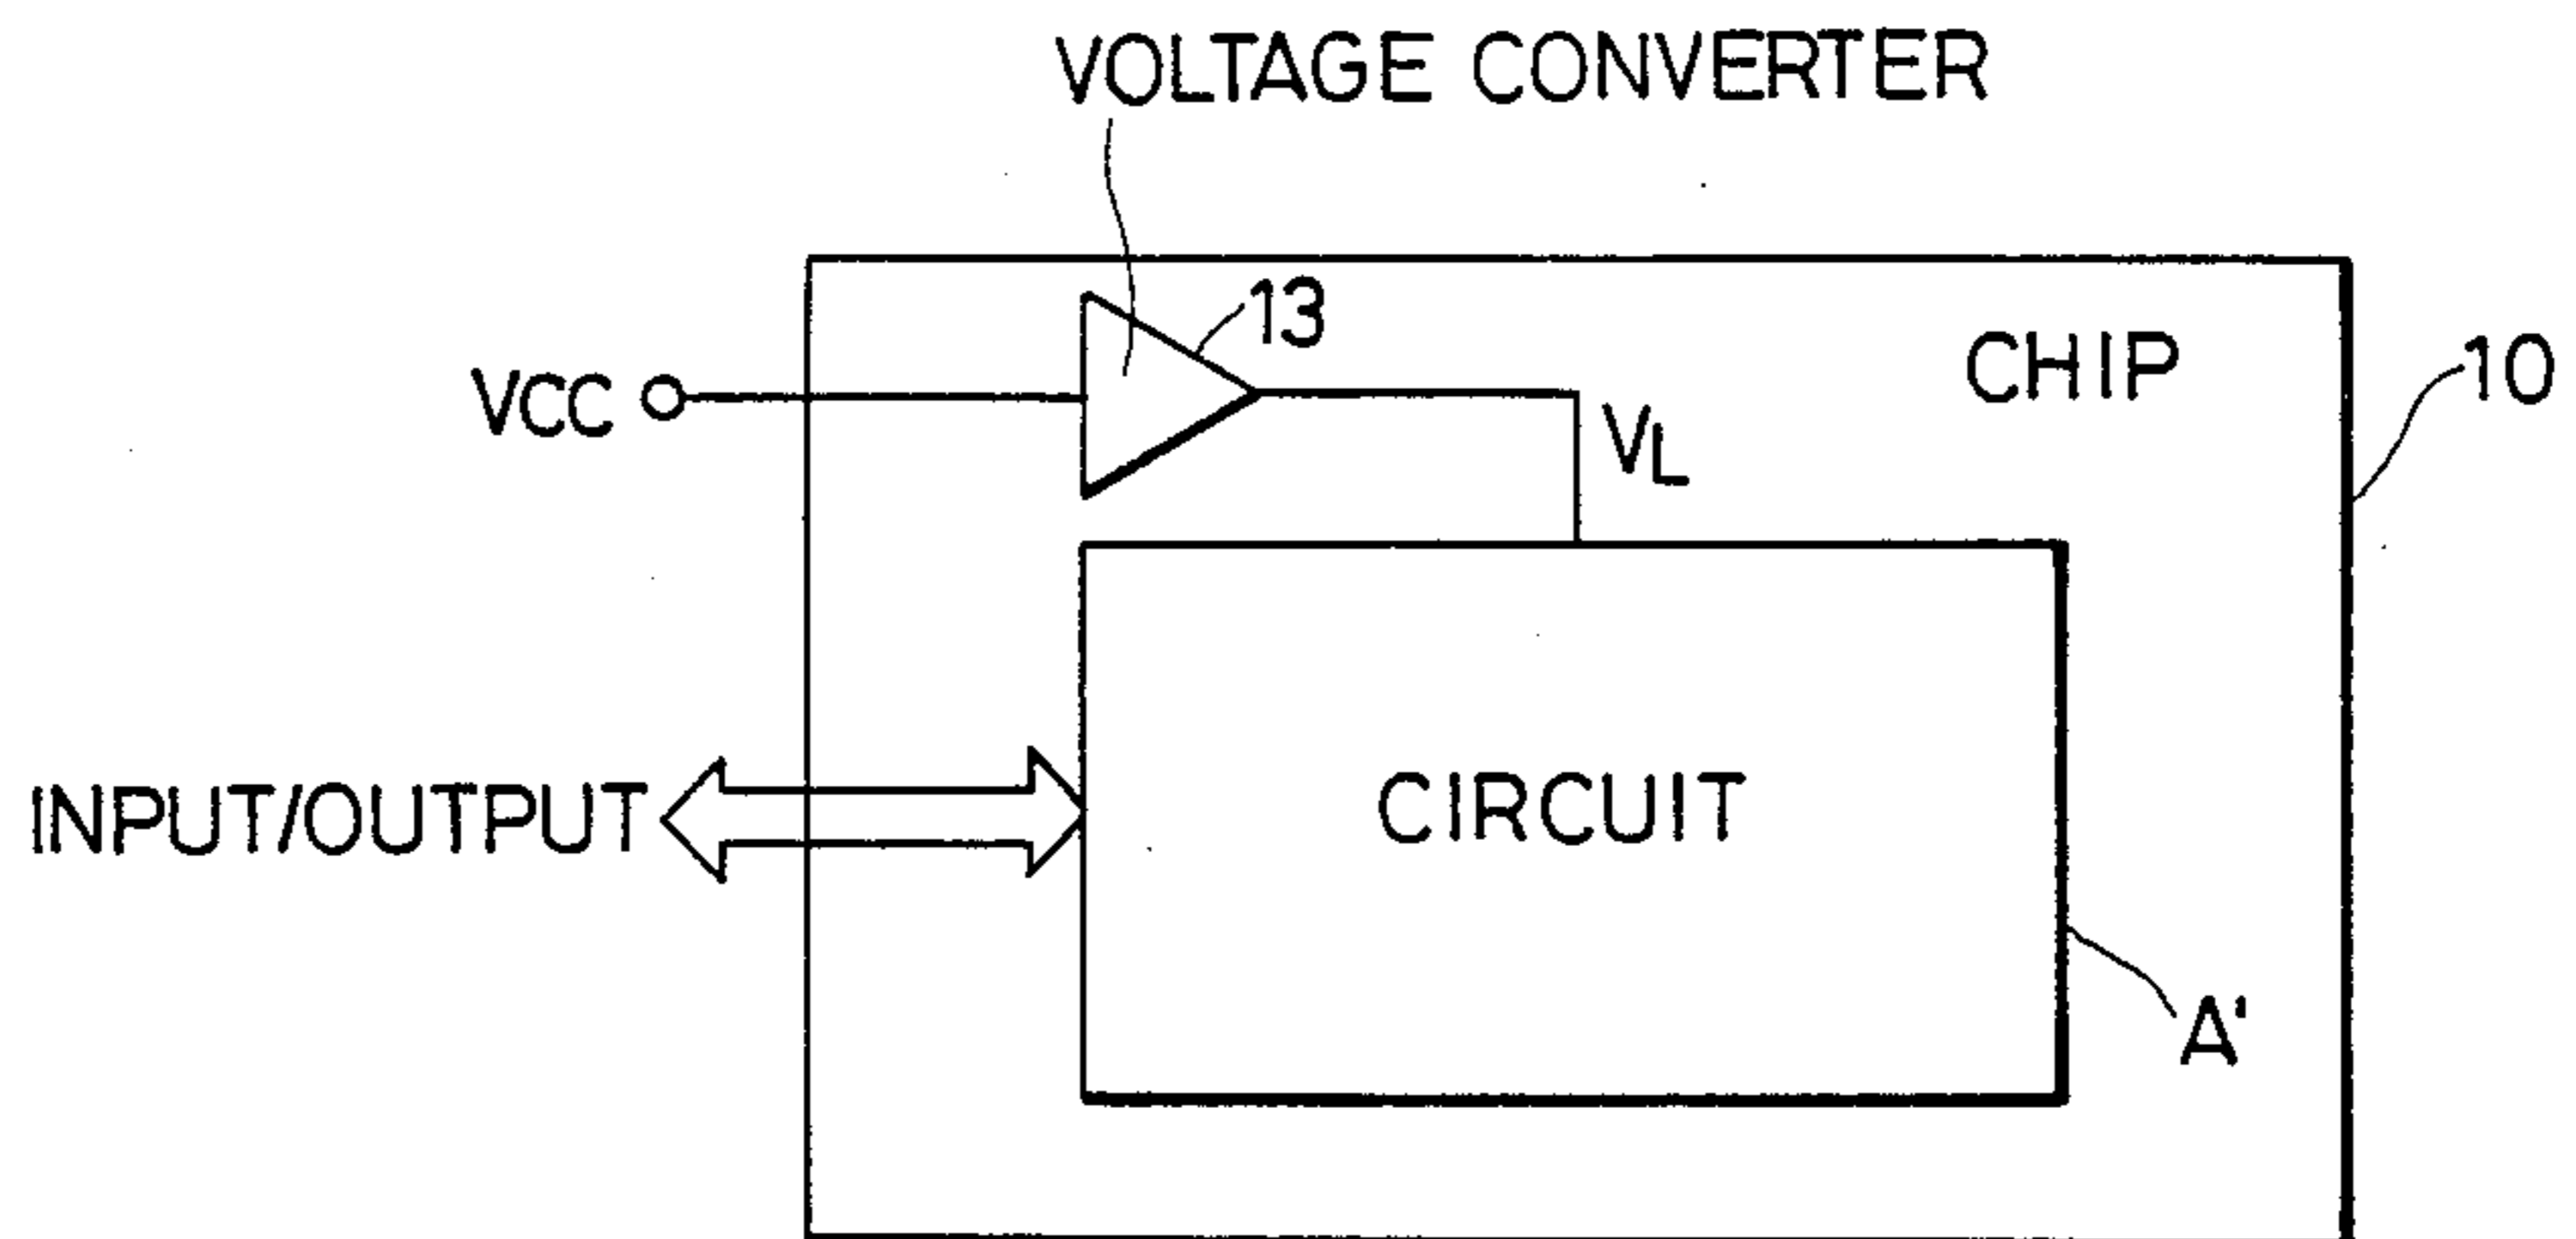 VOLTAGE CONVERTER
13
CHIP
10
VCC
VL
INPUT/OUTPUT
CIRCUIT
A'